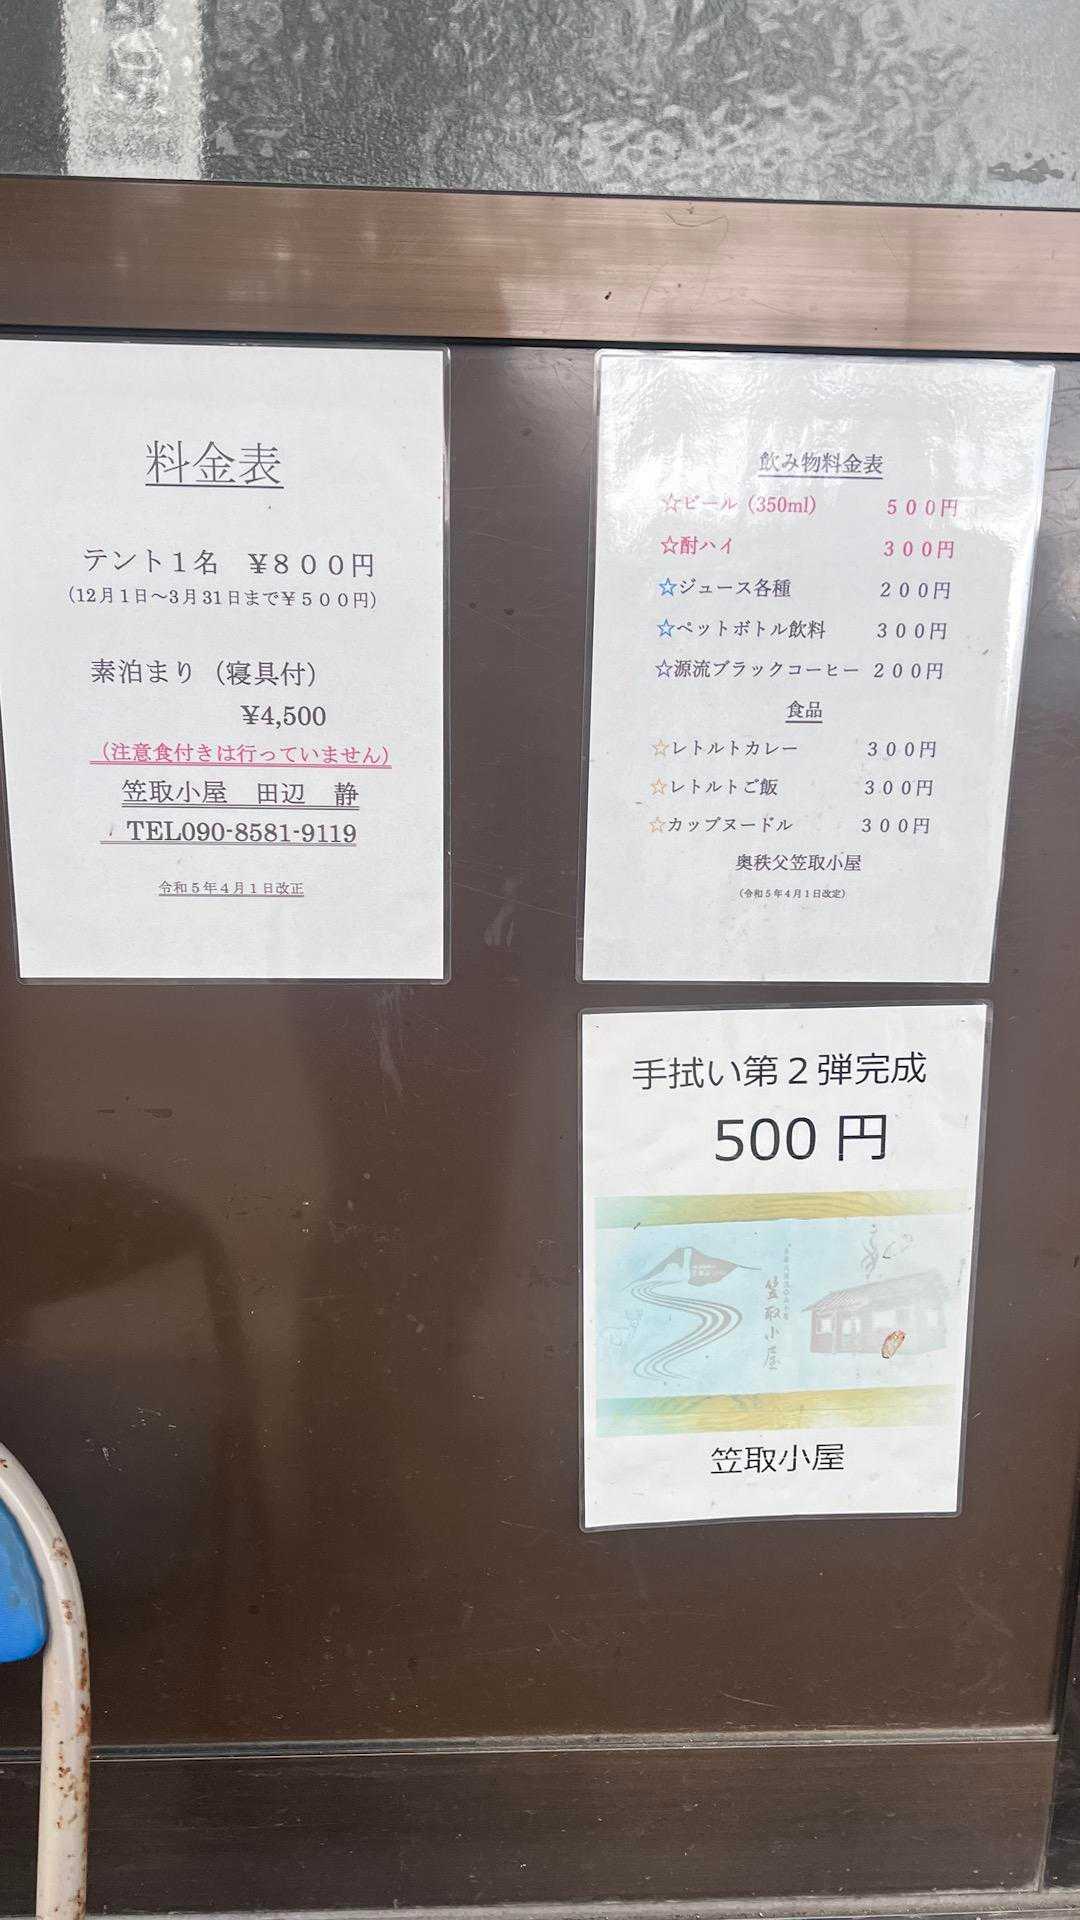 料金表
テント１名　￥８００円
（12月１日～3月31日まで￥５００円）
素泊まり（寝具付）
¥4,500
（注意食付きは行っていません）
笠取小屋　田辺　静
TEL090-8581-9119
令和５年４月１日改正
飲み物料金表
☆ビール（350ml）　５００円
☆酎ハイ　３００円
☆ジュース各種　２００円
☆ペットボトル飲料　３００円
☆源流ブラックコーヒー　２００円
食品
☆レトルトカレー　３００円
☆レトルトご飯　３００円
☆カップヌードル　３００円
奥秩父笠取小屋
（令和５年４月１日改定）
手拭い第２弾完成
500 円
笠取小屋
笠取小屋